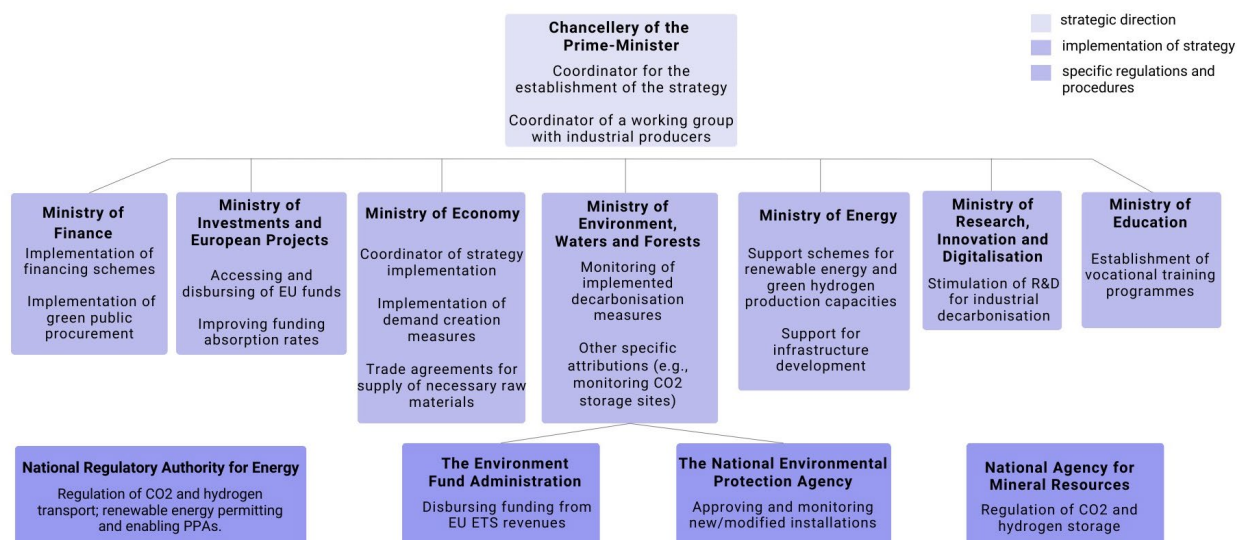 Chancellery of the
Prime-Minister
Coordinator for the
establishment of the strategy
Coordinator of a working group
with industrial producers
strategic direction
implementation of strategy
specific regulations and
procedures
Ministry of
Finance
Implementation of
financing schemes
Implementation of
green public
procurement
Ministry of
Investments and
European Projects
Accessing and
disbursing of EU funds
Improving funding
absorption rates
Ministry of Economy
Coordinator of strategy
implementation
Implementation of
demand creation
measures
Trade agreements for
supply of necessary raw
materials
Ministry of
Environment,
Waters and Forests
Monitoring of
implemented
decarbonisation
measures
Other specific
attributions (e.g.,
monitoring CO2
storage sites)
Ministry of Energy
Support schemes for
renewable energy and
green hydrogen
production capacities
Support for
infrastructure
development
Ministry of
Research,
Innovation and
Digitalisation
Stimulation of R&D
for industrial
decarbonisation
Ministry of
Education
Establishment of
vocational training
programmes
National Regulatory Authority for Energy
Regulation of CO2 and hydrogen
transport; renewable energy permitting
and enabling PPAs.
The Environment
Fund Administration
Disbursing funding from
EU ETS revenues
The National Environmental
Protection Agency
Approving and monitoring
new/modified installations
National Agency for
Mineral Resources
Regulation of CO2 and
hydrogen storage